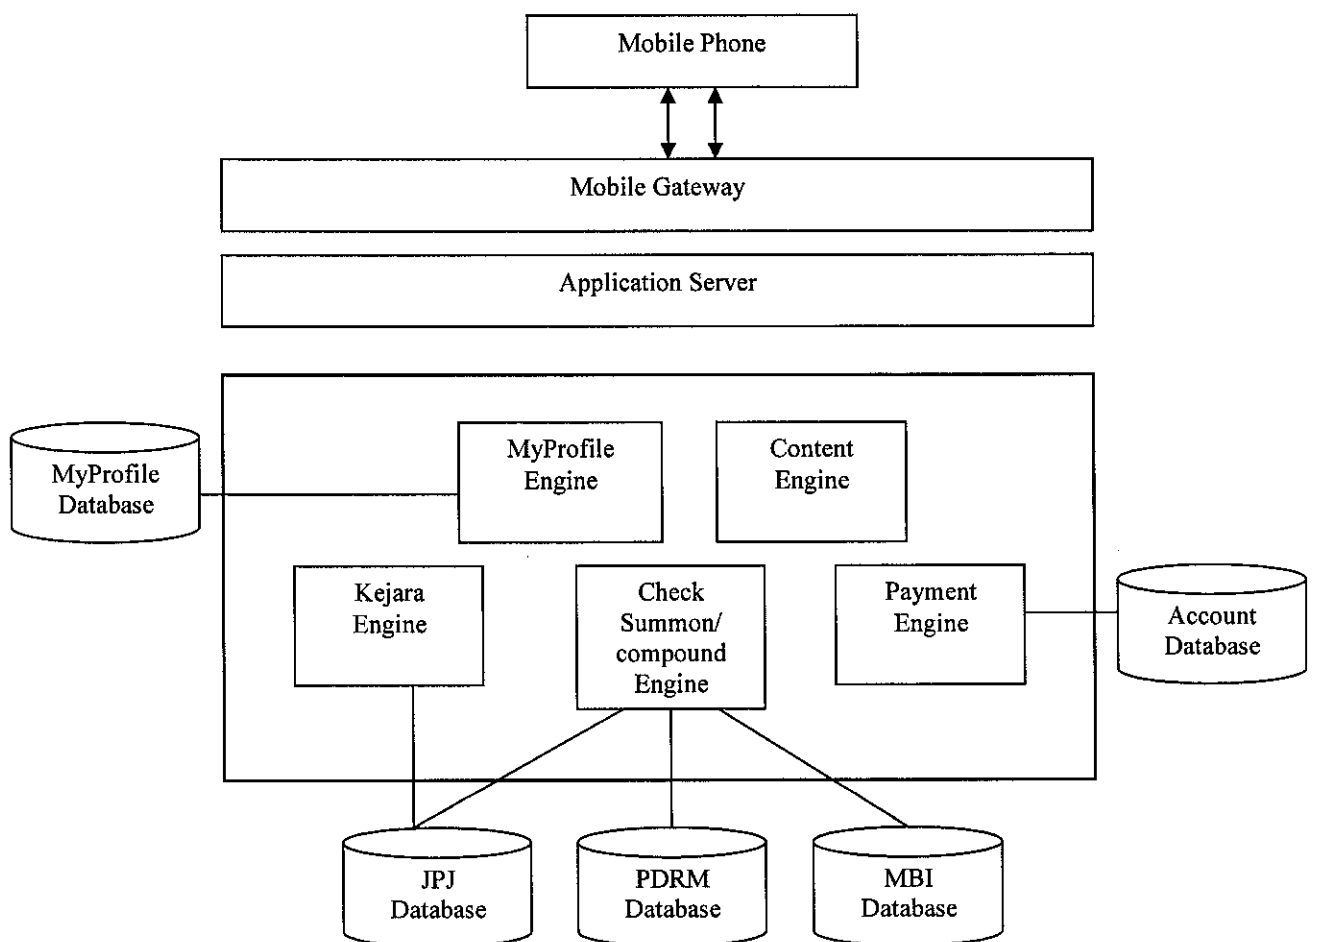 Mobile Phone
Mobile Gateway
Application Server
MyProfile
Database
MyProfile
Engine
Content
Engine
Kejara
Engine
Check
Summon/
compound
Engine
Payment
Engine
Account
Database
JPJ
Database
PDRM
Database
MBI
Database